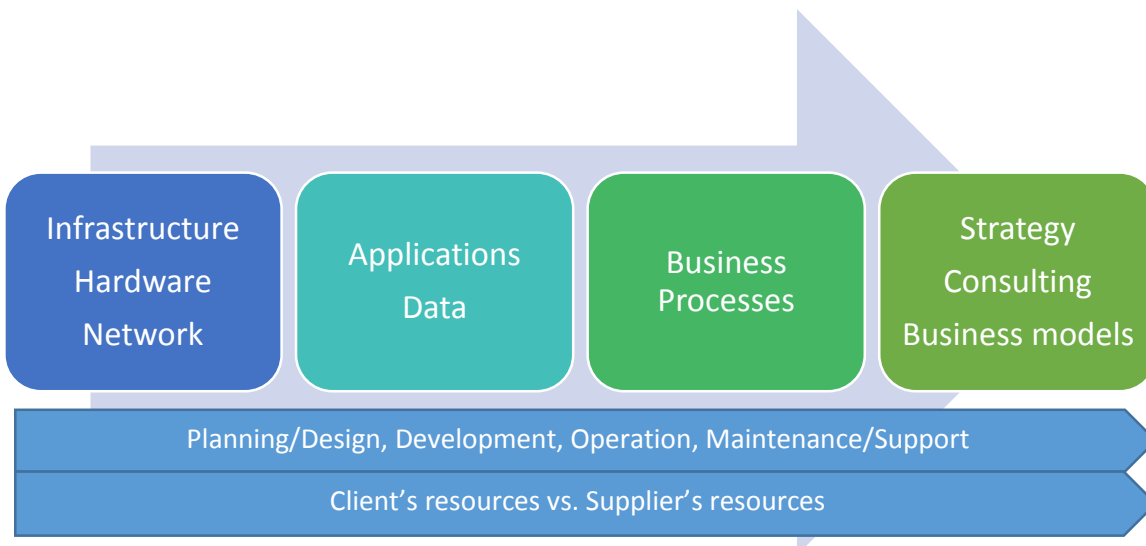 Infrastructure
Hardware
Network
Applications
Data
Business
Processes
Strategy
Consulting
Business models
Planning/Design, Development, Operation, Maintenance/Support
Client’s resources vs. Supplier’s resources